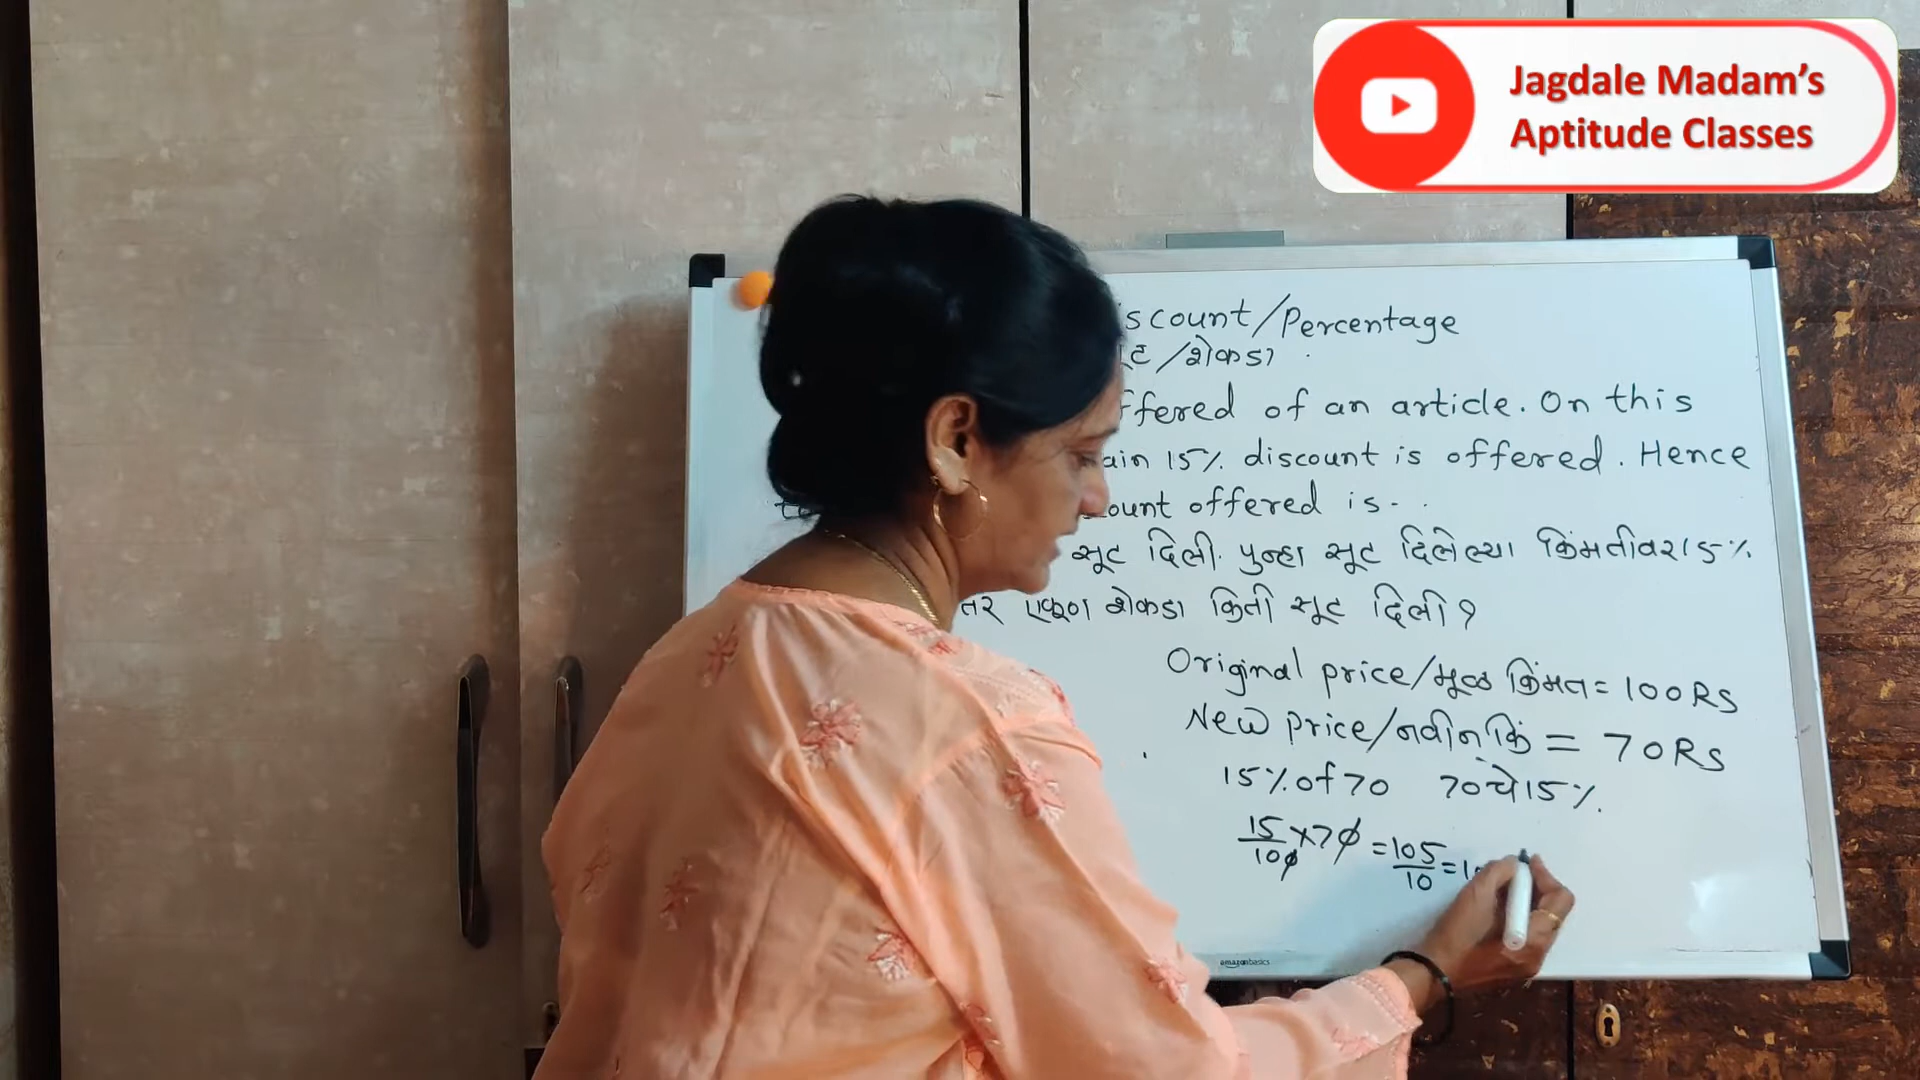 Jagdale Madam’s
Aptitude Classes
scount/Percentage
/शेकडा
ffered of an article. On this
ain 15% discount is offered. Hence
ount offered is-
सूट दिली. पुन्हा सूट दिलेल्या किंमतीवर 15%
तर एकूण शेकडा किती सूट दिली?
Original price/मूळ किंमत = 100 RS
New price/नवीन किं = 70 RS
15% of 70 70चे 15%.
15/100 x 70 = 105/10 =
amazonbasics